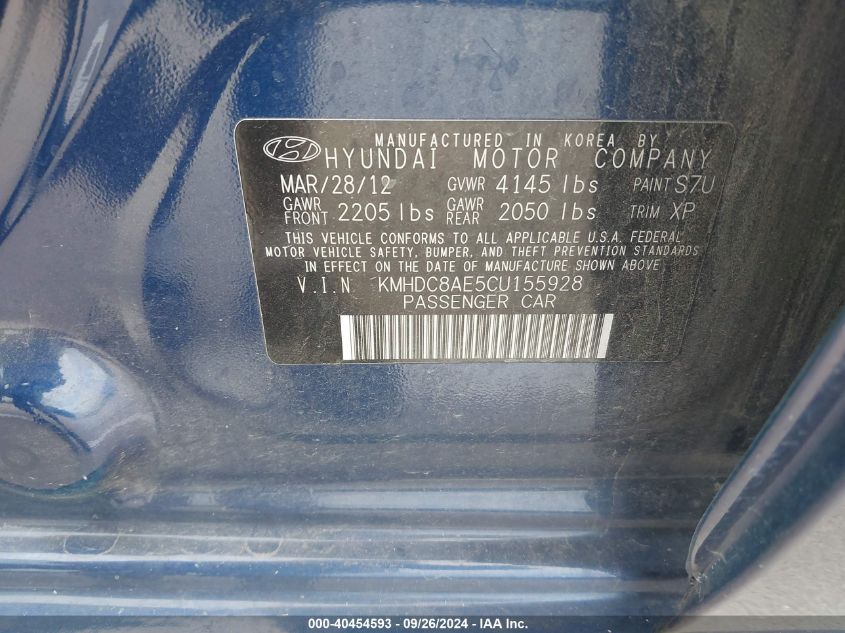 MANUFACTURED IN KOREA BY
HYUNDAI MOTOR COMPANY
MAR/28/12 GVWR 4145 lbs PAINT S7U
GAWR FRONT 2205 lbs GAWR REAR 2050 lbs TRIM XP
THIS VEHICLE CONFORMS TO ALL APPLICABLE U.S.A. FEDERAL
MOTOR VEHICLE SAFETY, BUMPER, AND THEFT PREVENTION STANDARDS
IN EFFECT ON THE DATE OF MANUFACTURE SHOWN ABOVE
V.I.N KMHDC8AE5CU155928
PASSENGER CAR
000-40454593 - 09/26/2024 - © IAA Holdings, LLC.